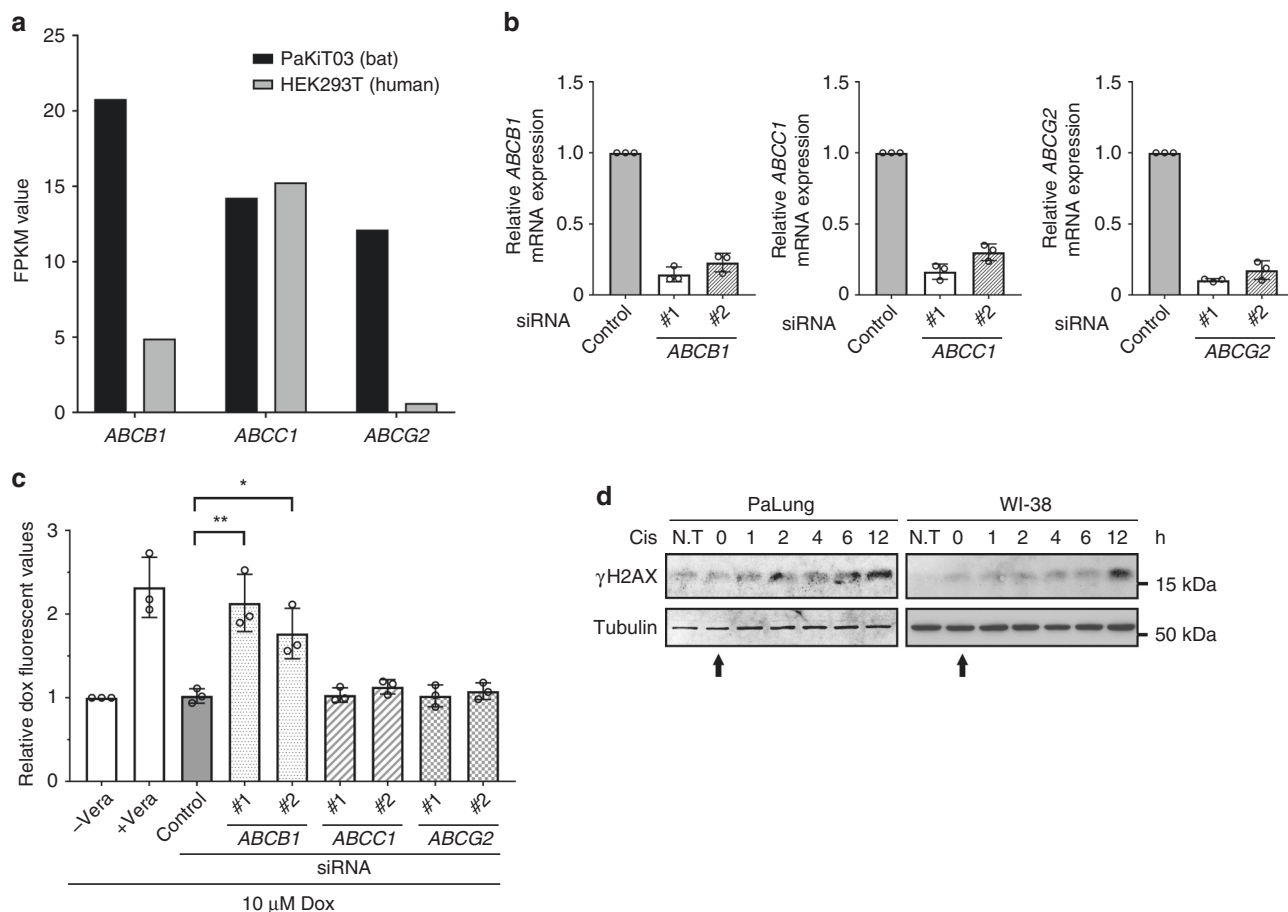 a
25
20
15
10
5
0
FPKM value
PaKiT03 (bat)
HEK293T (human)
ABCB1
ABCC1
ABCG2
b
Relative ABCB1
mRNA expression
1.5
1.0
0.5
0
siRNA
Control
#1
#2
ABCB1
Relative ABCC1
mRNA expression
1.5
1.0
0.5
0
siRNA
Control
#1
#2
ABCC1
Relative ABCG2
mRNA expression
1.5
1.0
0.5
0
siRNA
Control
#1
#2
ABCG2
c
Relative dox fluorescent values
3
2
1
0
*
**
–Vera
+Vera
Control
#1
#2
#1
#2
#1
#2
ABCB1
ABCC1
ABCG2
siRNA
10 μM Dox
d
PaLung
WI-38
Cis N.T 0 1 2 4 6 12 N.T 0 1 2 4 6 12 h
γH2AX
15 kDa
Tubulin
50 kDa